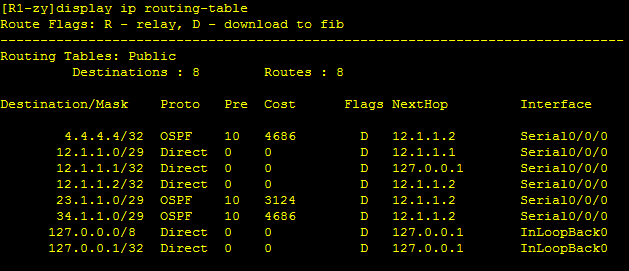 [R1-zy]display ip routing-table
Route Flags: R - relay, D - download to fib
------------------------------------------------------------------------------
Routing Tables: Public
         Destinations : 8        Routes : 8

Destination/Mask    Proto  Pre  Cost      Flags NextHop         Interface

        4.4.4.4/32  OSPF   10   4686        D   12.1.1.2        Serial0/0/0
       12.1.1.0/29  Direct 0    0           D   12.1.1.1        Serial0/0/0
       12.1.1.1/32  Direct 0    0           D   127.0.0.1       Serial0/0/0
       12.1.1.2/32  Direct 0    0           D   12.1.1.2        Serial0/0/0
       23.1.1.0/29  OSPF   10   3124        D   12.1.1.2        Serial0/0/0
       34.1.1.0/29  OSPF   10   4686        D   12.1.1.2        Serial0/0/0
      127.0.0.0/8   Direct 0    0           D   127.0.0.1       InLoopBack0
      127.0.0.1/32  Direct 0    0           D   127.0.0.1       InLoopBack0